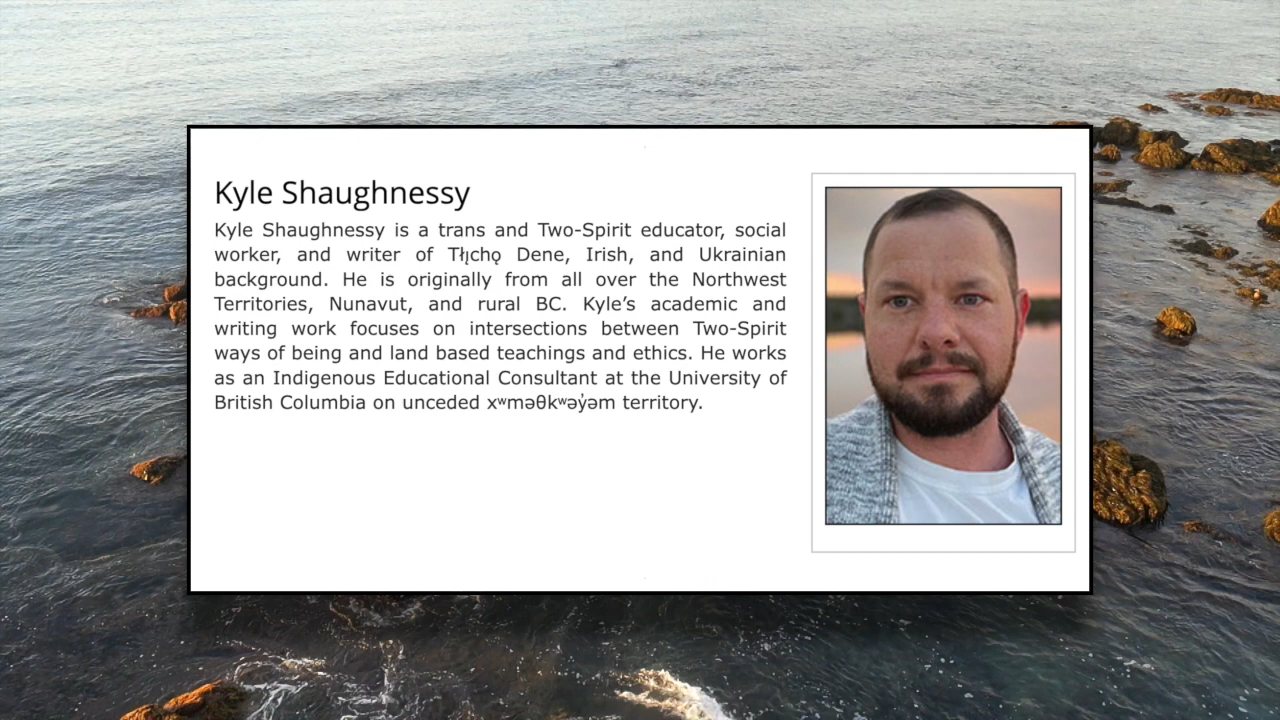 Kyle Shaughnessy
Kyle Shaughnessy is a trans and Two-Spirit educator, social
worker, and writer of Tłı̨chǫ Dene, Irish, and Ukrainian
background. He is originally from all over the Northwest
Territories, Nunavut, and rural BC. Kyle’s academic and
writing work focuses on intersections between Two-Spirit
ways of being and land based teachings and ethics. He works
as an Indigenous Educational Consultant at the University of
British Columbia on unceded xʷməθkʷəy̓əm territory.